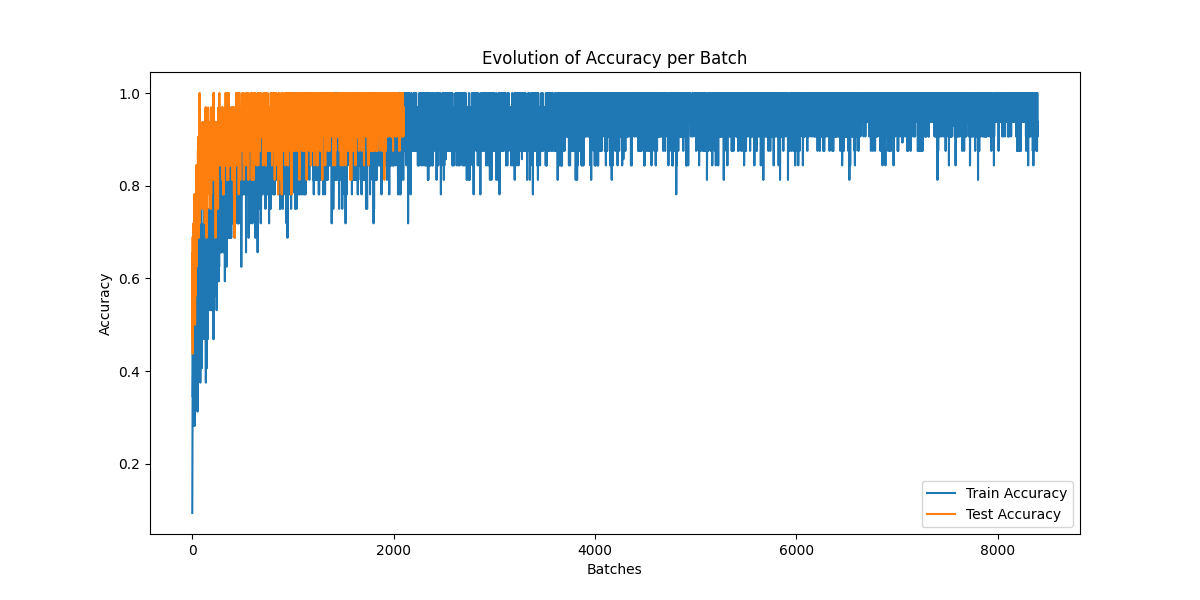 Evolution of Accuracy per Batch
1.0
0.8
0.6
0.4
0.2
Accuracy
0
2000
4000
6000
8000
Batches
Train Accuracy
Test Accuracy